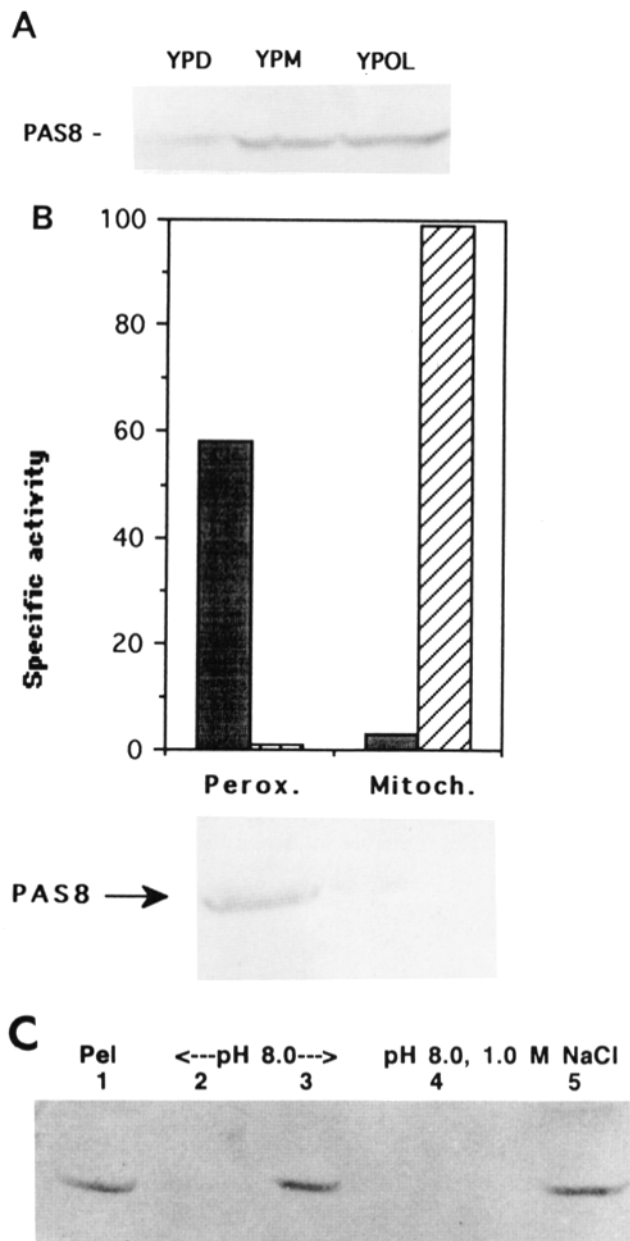 A
YPD YPM YPOL
PAS8 -
B
100
80
60
40
20
0
Specific activity
Perox. Mitoch.
PAS8
C
Pel <---pH 8.0---> pH 8.0, 1.0 M NaCl
1 2 3 4 5